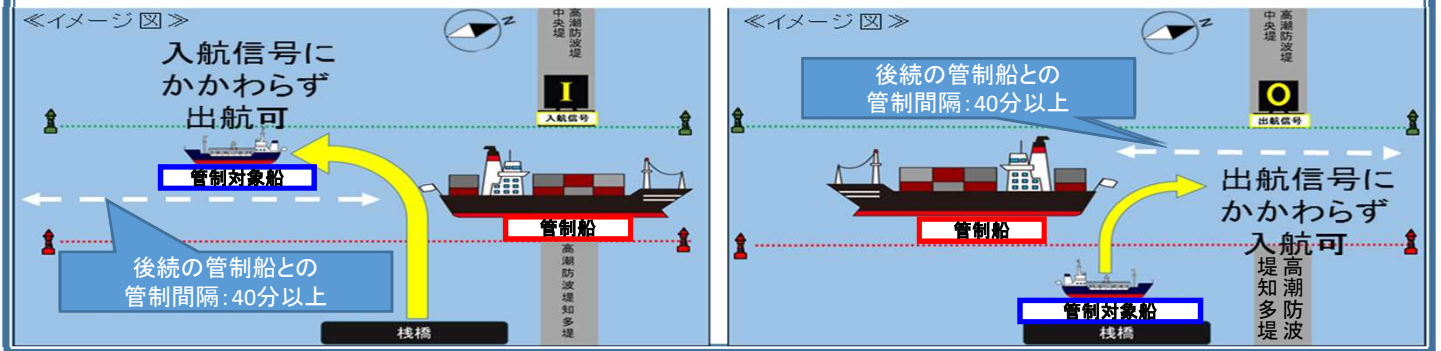 ≪イメージ図≫
N
高潮防波堤
中央堤
入航信号に
かかわらず
出航可
I
入航信号
管制対象船
管制船
後続の管制船との
管制間隔:40分以上
高潮防波堤知多堤
桟橋
≪イメージ図≫
N
高潮防波堤
中央堤
後続の管制船との
管制間隔:40分以上
O
出航信号
出航信号に
かかわらず
入航可
管制船
高潮防波
堤知多堤
管制対象船
桟橋